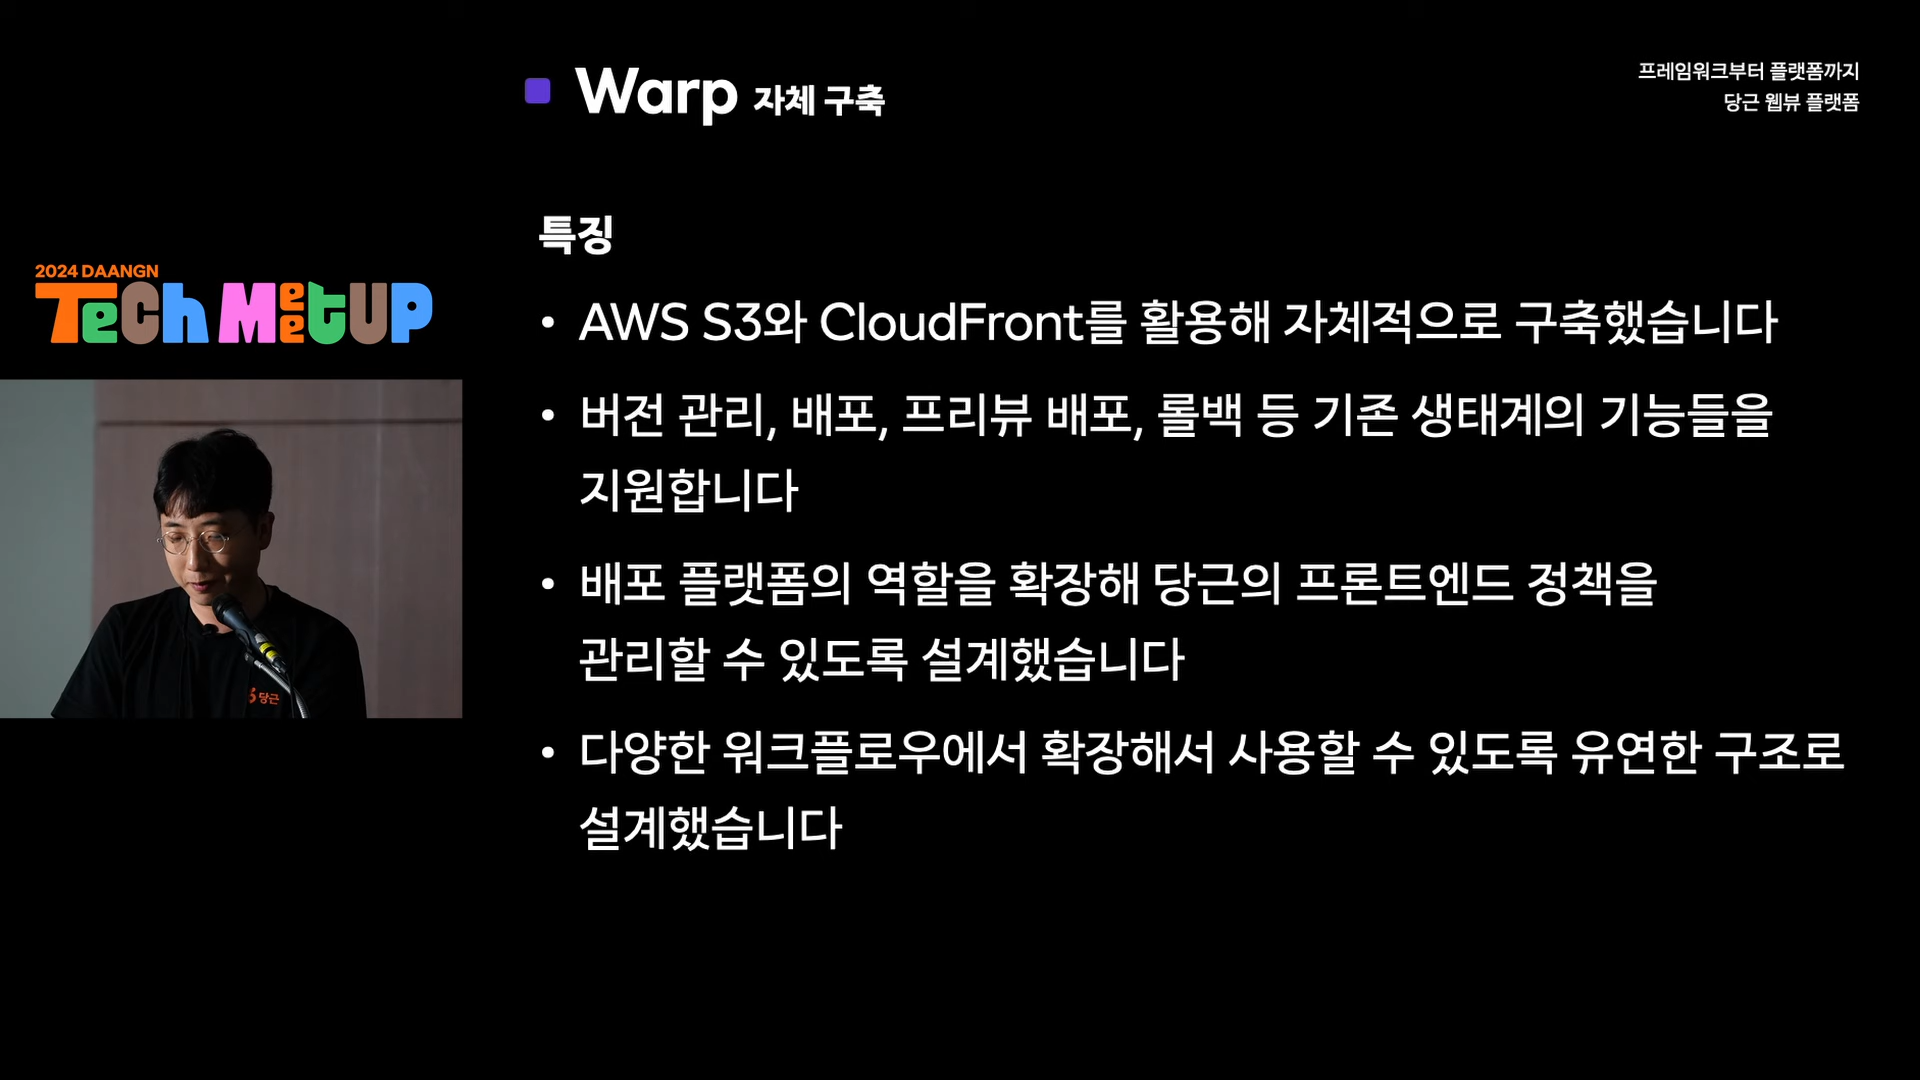 Warp 자체 구축
프레임워크부터 플랫폼까지
당근 웹뷰 플랫폼
2024 DAANGN
TeCh MeetUP
당근
특징
• AWS S3와 CloudFront를 활용해 자체적으로 구축했습니다
• 버전 관리, 배포, 프리뷰 배포, 롤백 등 기존 생태계의 기능들을
지원합니다
• 배포 플랫폼의 역할을 확장해 당근의 프론트엔드 정책을
관리할 수 있도록 설계했습니다
• 다양한 워크플로우에서 확장해서 사용할 수 있도록 유연한 구조로
설계했습니다